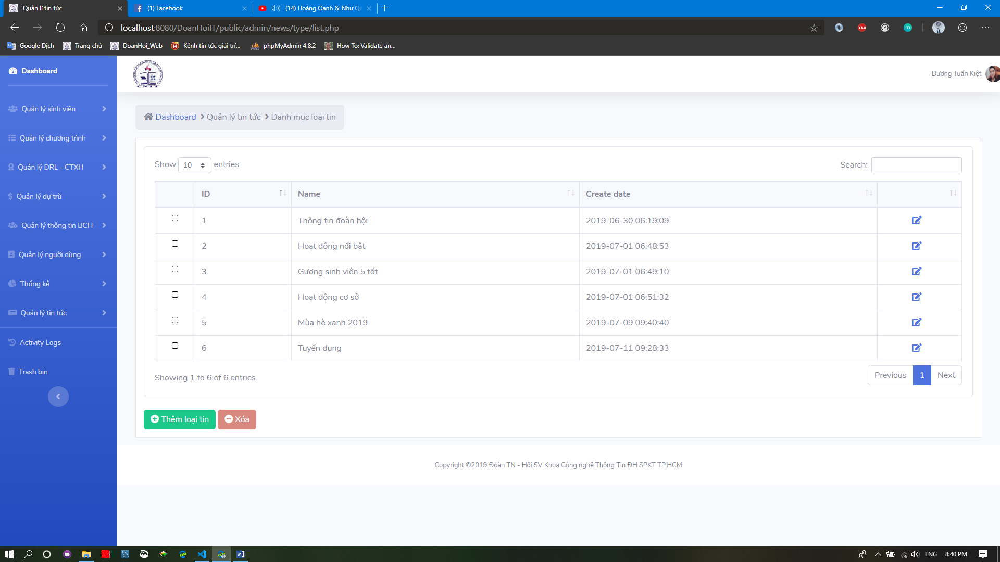 Quản lí tin tức
(1) Facebook
(14) Hoàng Oanh & Như Qu
localhost:8080/DoanHoiIT/public/admin/news/type/list.php
Google Dịch
Trang chủ
DoanHoi_Web
Kênh tin tức giải trí...
phpMyAdmin 4.8.2
How To: Validate an...
Dashboard
Dương Tuấn Kiệt
Quản lý sinh viên
Quản lý chương trình
Quản lý DRL - CTXH
Quản lý dự trù
Quản lý thông tin BCH
Quản lý người dùng
Thống kê
Quản lý tin tức
Activity Logs
Trash bin
Dashboard > Quản lý tin tức > Danh mục loại tin
Show 10 entries
Search:
ID Name Create date
1 Thông tin đoàn hội 2019-06-30 06:19:09
2 Hoạt động nổi bật 2019-07-01 06:48:53
3 Gương sinh viên 5 tốt 2019-07-01 06:49:10
4 Hoạt động cơ sở 2019-07-01 06:51:32
5 Mùa hè xanh 2019 2019-07-09 09:40:40
6 Tuyển dụng 2019-07-11 09:28:33
Showing 1 to 6 of 6 entries
Previous 1 Next
Thêm loại tin
Xóa
Copyright ©2019 Đoàn TN - Hội SV Khoa Công nghệ Thông Tin ĐH SPKT TP.HCM
ENG
8:40 PM